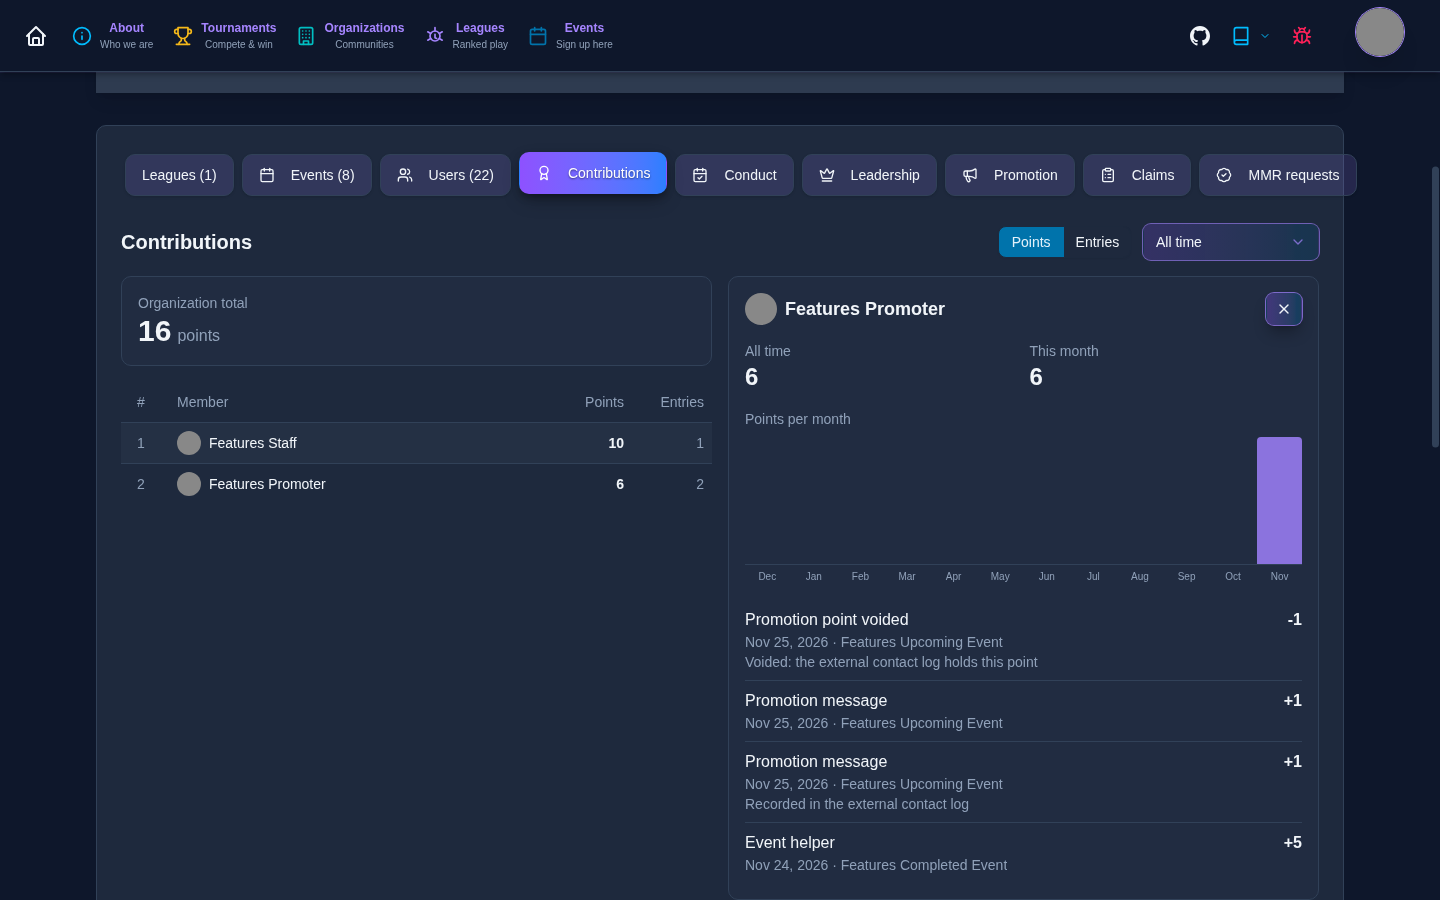 About
Who we are
Tournaments
Compete & win
Organizations
Communities
Leagues
Ranked play
Events
Sign up here
Leagues (1)
Events (8)
Users (22)
Contributions
Conduct
Leadership
Promotion
Claims
MMR requests
Contributions
Points
Entries
All time
Organization total
16 points
# Member Points Entries
1 Features Staff 10 1
2 Features Promoter 6 2
Features Promoter
All time
6
This month
6
Points per month
Dec Jan Feb Mar Apr May Jun Jul Aug Sep Oct Nov
Promotion point voided -1
Nov 25, 2026 · Features Upcoming Event
Voided: the external contact log holds this point
Promotion message +1
Nov 25, 2026 · Features Upcoming Event
Promotion message +1
Nov 25, 2026 · Features Upcoming Event
Recorded in the external contact log
Event helper +5
Nov 24, 2026 · Features Completed Event